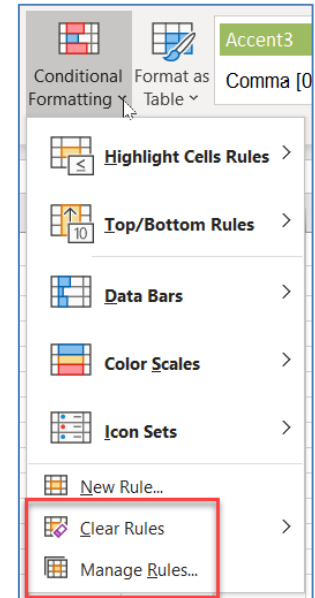 Accent3
Conditional Format as Comma [0
Formatting Table
≤ Highlight Cells Rules
10 Top/Bottom Rules
Data Bars
Color Scales
Icon Sets
New Rule...
Clear Rules
Manage Rules...